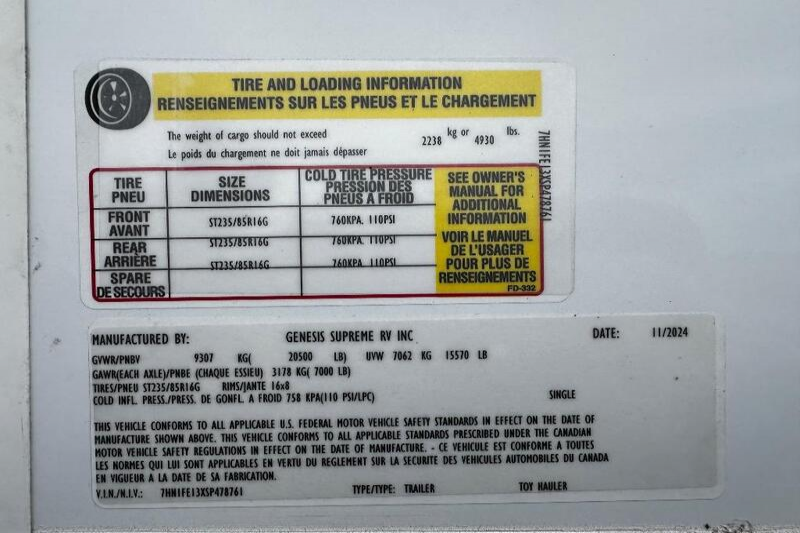 TIRE AND LOADING INFORMATION
RENSEIGNEMENTS SUR LES PNEUS ET LE CHARGEMENT
The weight of cargo should not exceed
Le poids du chargement ne doit jamais dépasser
2238 kg or 4930 lbs.
7HN1FE13XSP478761
TIRE PNEU SIZE DIMENSIONS COLD TIRE PRESSURE PRESSION DES PNEUS A FROID
FRONT AVANT ST235/85R16G 760KPA. 110PSI
REAR ARRIÈRE ST235/85R16G 760KPA. 110PSI
SPARE DE SECOURS ST235/85R16G 760KPA. 110PSI
SEE OWNER'S
MANUAL FOR
ADDITIONAL
INFORMATION
VOIR LE MANUEL
DE L'USAGER
POUR PLUS DE
RENSEIGNEMENTS
FD-332
MANUFACTURED BY: GENESIS SUPREME RV INC DATE: 11/2024
GVWR/PNBV 9307 KG( 20500 LB) UVW 7062 KG 15570 LB
GAWR(EACH AXLE)/PNBE (CHAQUE ESSIEU) 3178 KG( 7000 LB)
TIRES/PNEU ST235/85R16G RIMS/JANTE 16x8
COLD INFL. PRESS./PRESS. DE GONFL. A FROID 758 KPA(110 PSI/LPC) SINGLE
THIS VEHICLE CONFORMS TO ALL APPLICABLE U.S. FEDERAL MOTOR VEHICLE SAFETY STANDARDS IN EFFECT ON THE DATE OF
MANUFACTURE SHOWN ABOVE. THIS VEHICLE CONFORMS TO ALL APPLICABLE STANDARDS PRESCRIBED UNDER THE CANADIAN
MOTOR VEHICLE SAFETY REGULATIONS IN EFFECT ON THE DATE OF MANUFACTURE. - CE VEHICULE EST CONFORME A TOUTES
LES NORMES QUI LUI SONT APPLICABLES EN VERTU DU REGLEMENT SUR LA SECURITE DES VEHICULES AUTOMOBILES DU CANADA
EN VIGUEUR A LA DATE DE SA FABRICATION.
V.I.N./N.I.V.: 7HN1FE13XSP478761 TYPE/TYPE: TRAILER TOY HAULER